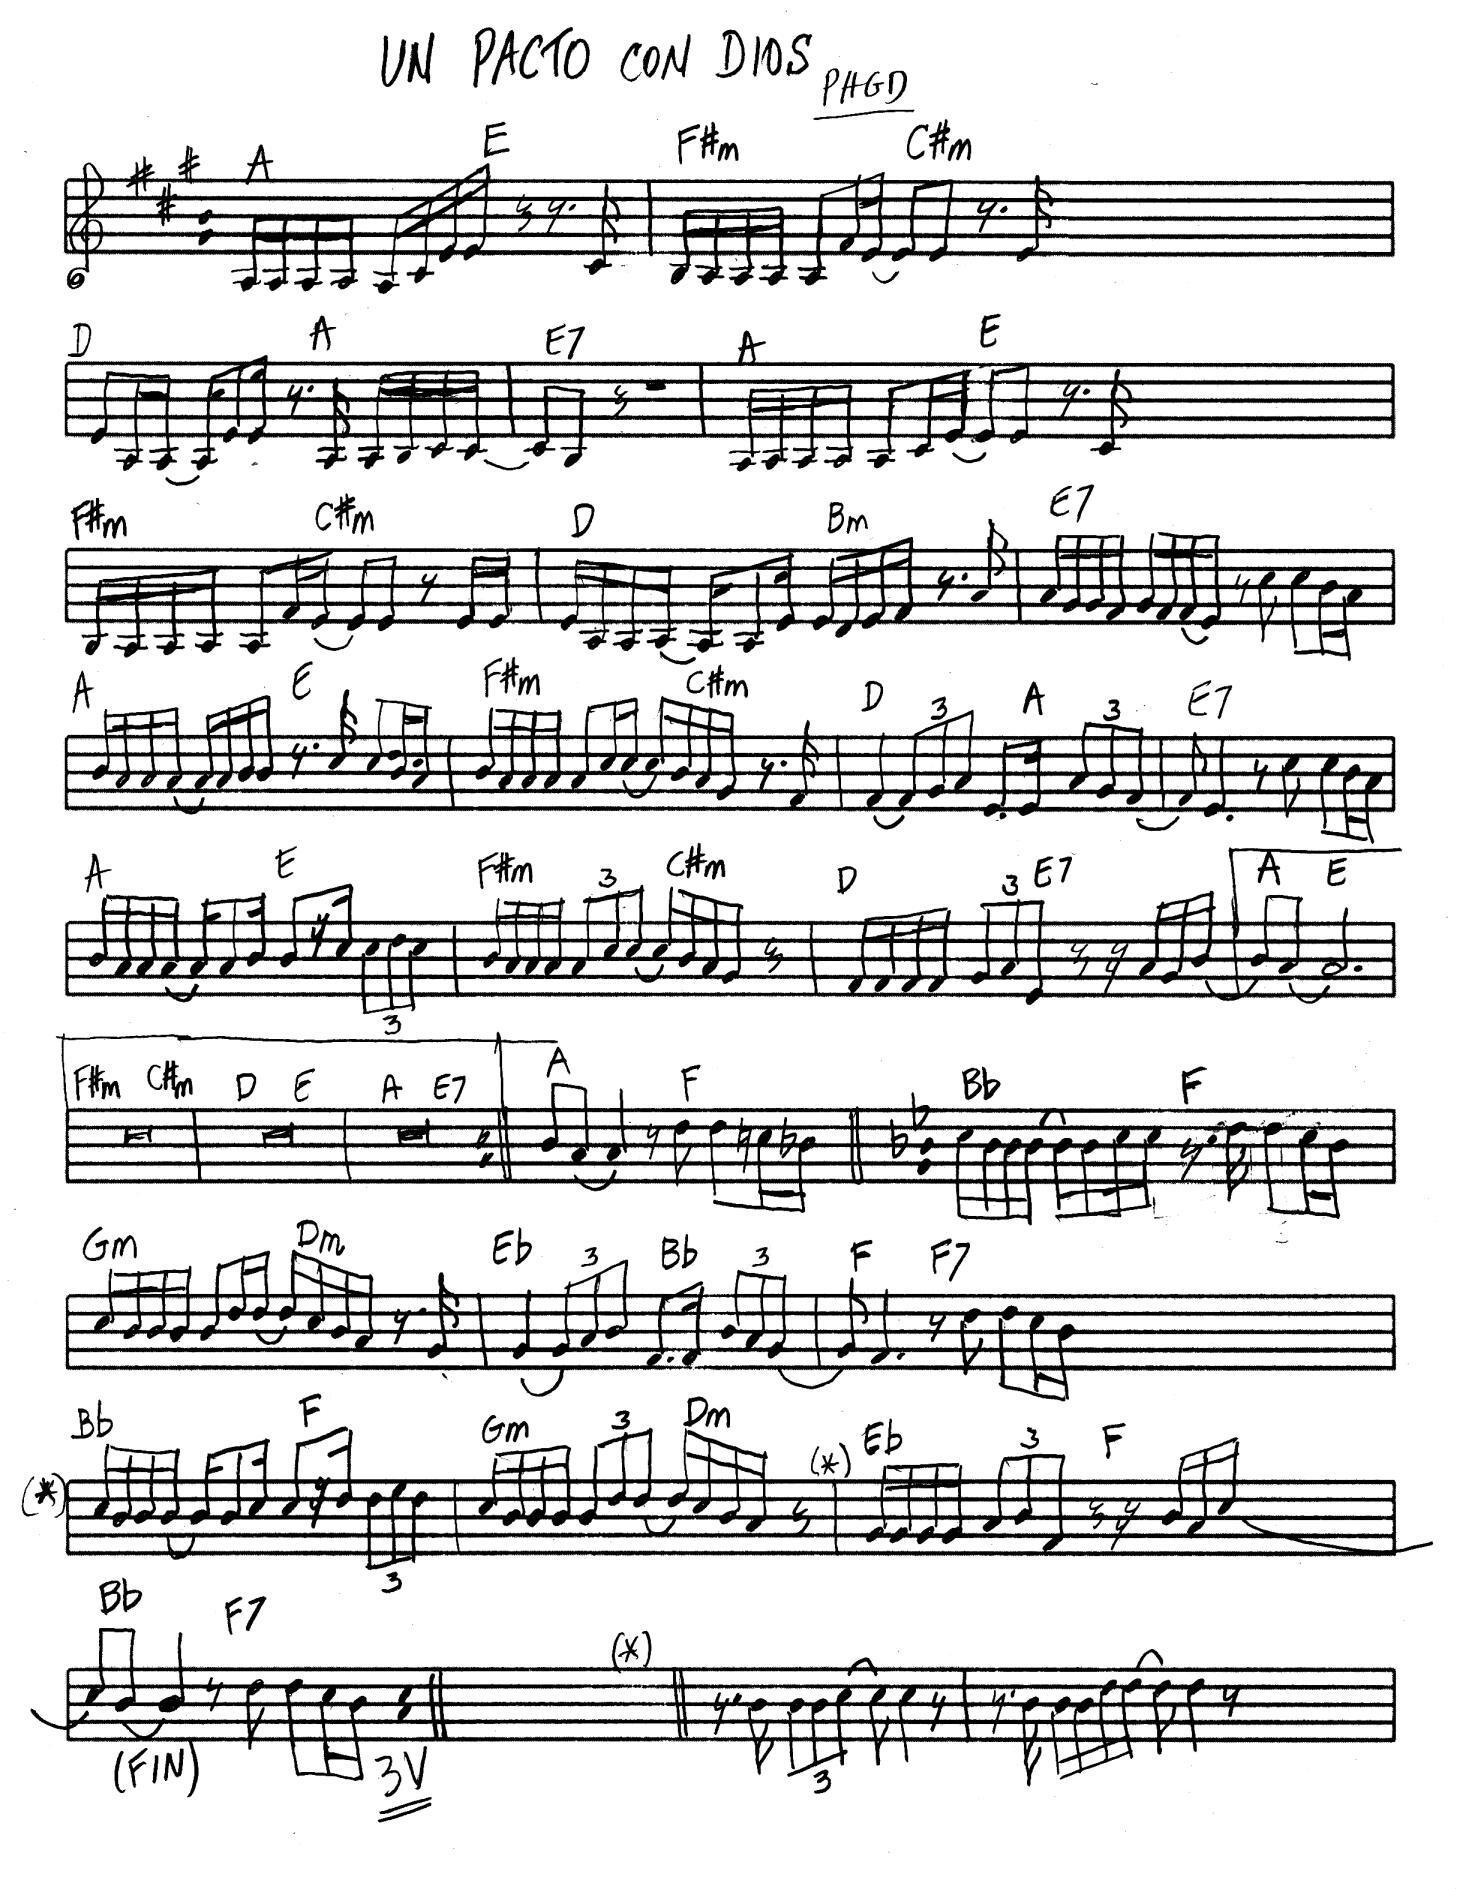 UN PACTO CON DIOS
PHGD
A E F#m C#m
D A E7 A E
F#m C#m D Bm E7
A E F#m C#m D 3 A 3 E7
A E F#m 3 C#m D 3 E7 A E
3
F#m C#m D E A E7 A F Bb F
Gm Dm Eb 3 Bb 3 F F7
Bb F Gm 3 Dm (*) Eb 3 F
(*)
3
Bb F7 (*)
(FIN) 3V 3